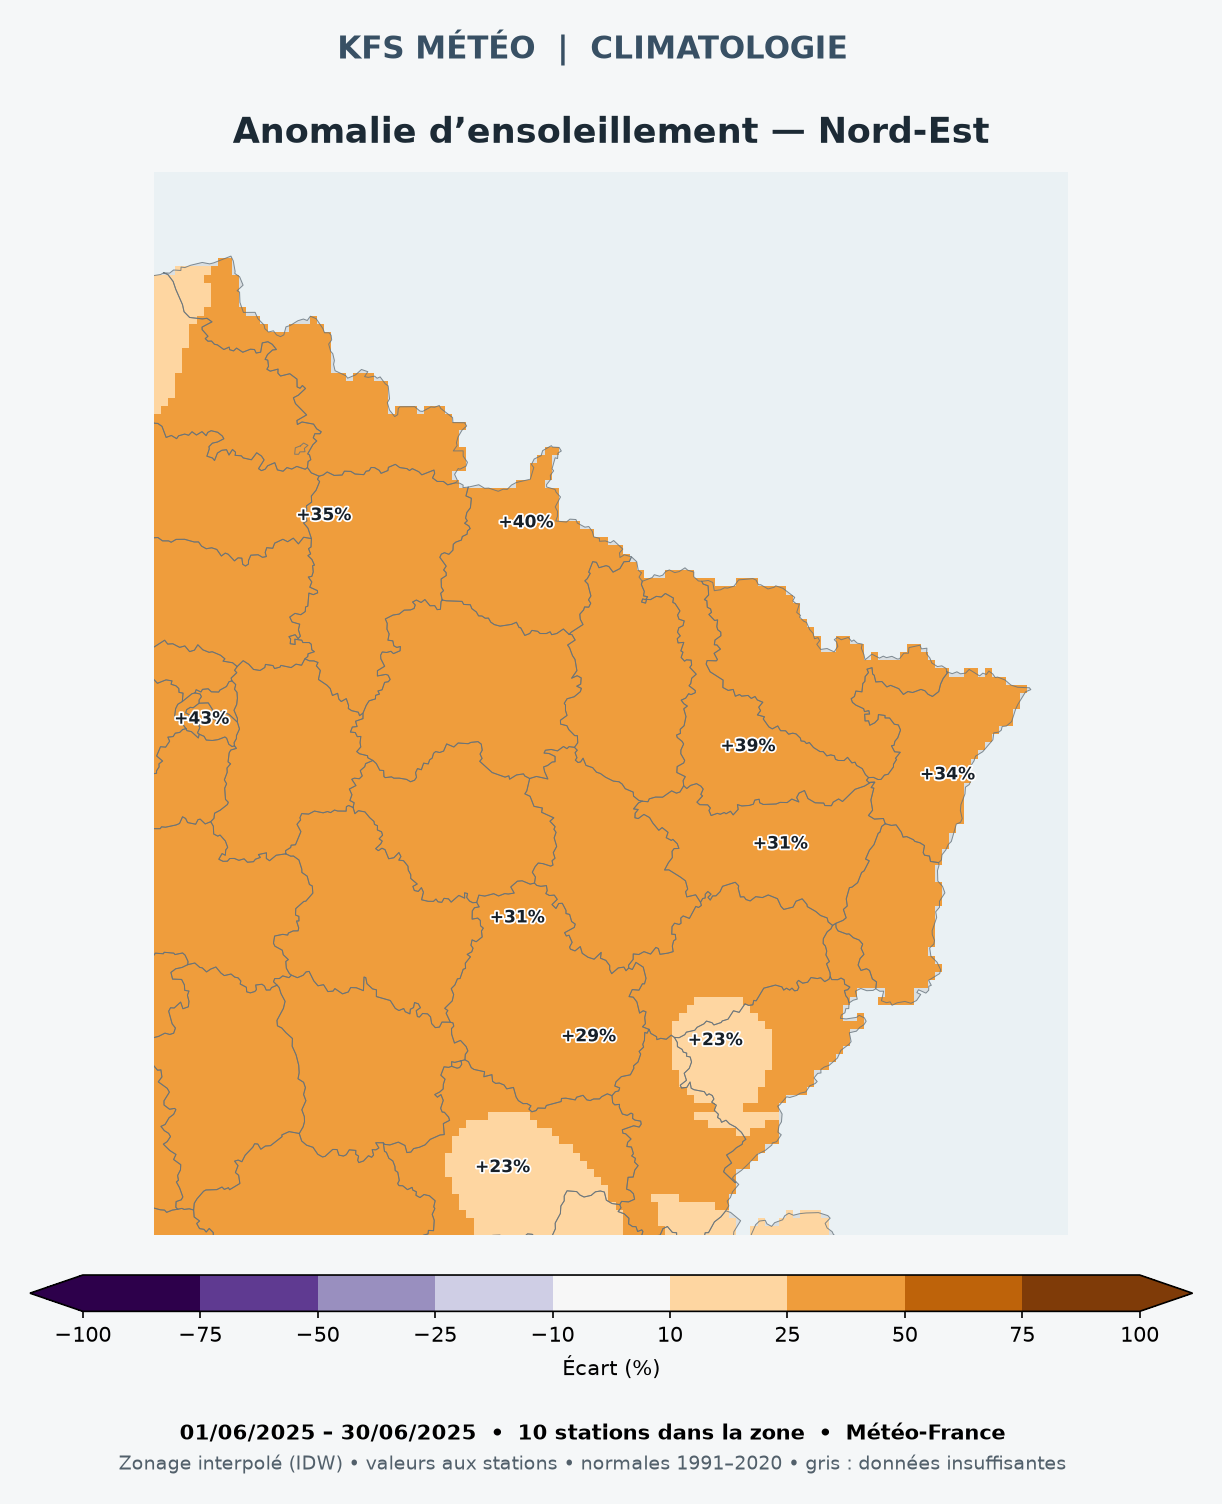 KFS MÉTÉO | CLIMATOLOGIE
Anomalie d’ensoleillement — Nord-Est
+35%
+40%
+43%
+39%
+34%
+31%
+31%
+29%
+23%
+23%
−100 −75 −50 −25 −10 10 25 50 75 100
Écart (%)
01/06/2025 – 30/06/2025 • 10 stations dans la zone • Météo-France
Zonage interpolé (IDW) • valeurs aux stations • normales 1991–2020 • gris : données insuffisantes